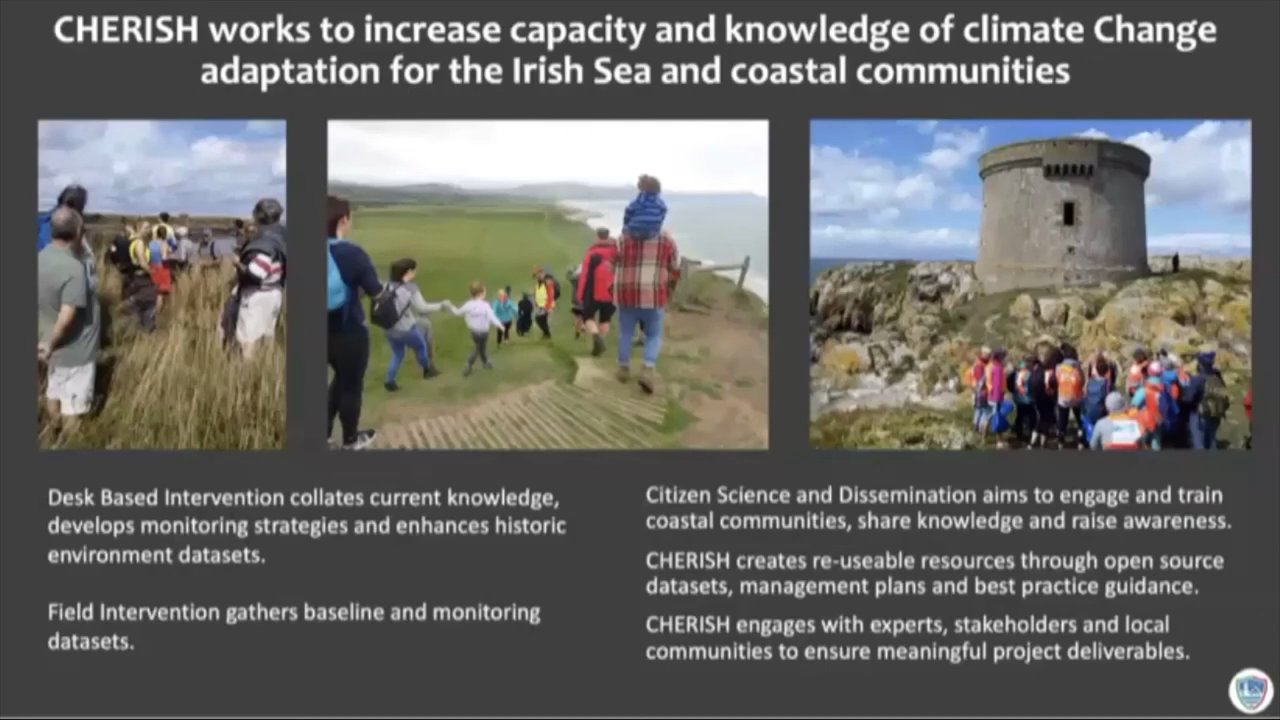 CHERISH works to increase capacity and knowledge of climate Change
adaptation for the Irish Sea and coastal communities
Desk Based Intervention collates current knowledge,
develops monitoring strategies and enhances historic
environment datasets.
Field Intervention gathers baseline and monitoring
datasets.
Citizen Science and Dissemination aims to engage and train
coastal communities, share knowledge and raise awareness.
CHERISH creates re-useable resources through open source
datasets, management plans and best practice guidance.
CHERISH engages with experts, stakeholders and local
communities to ensure meaningful project deliverables.